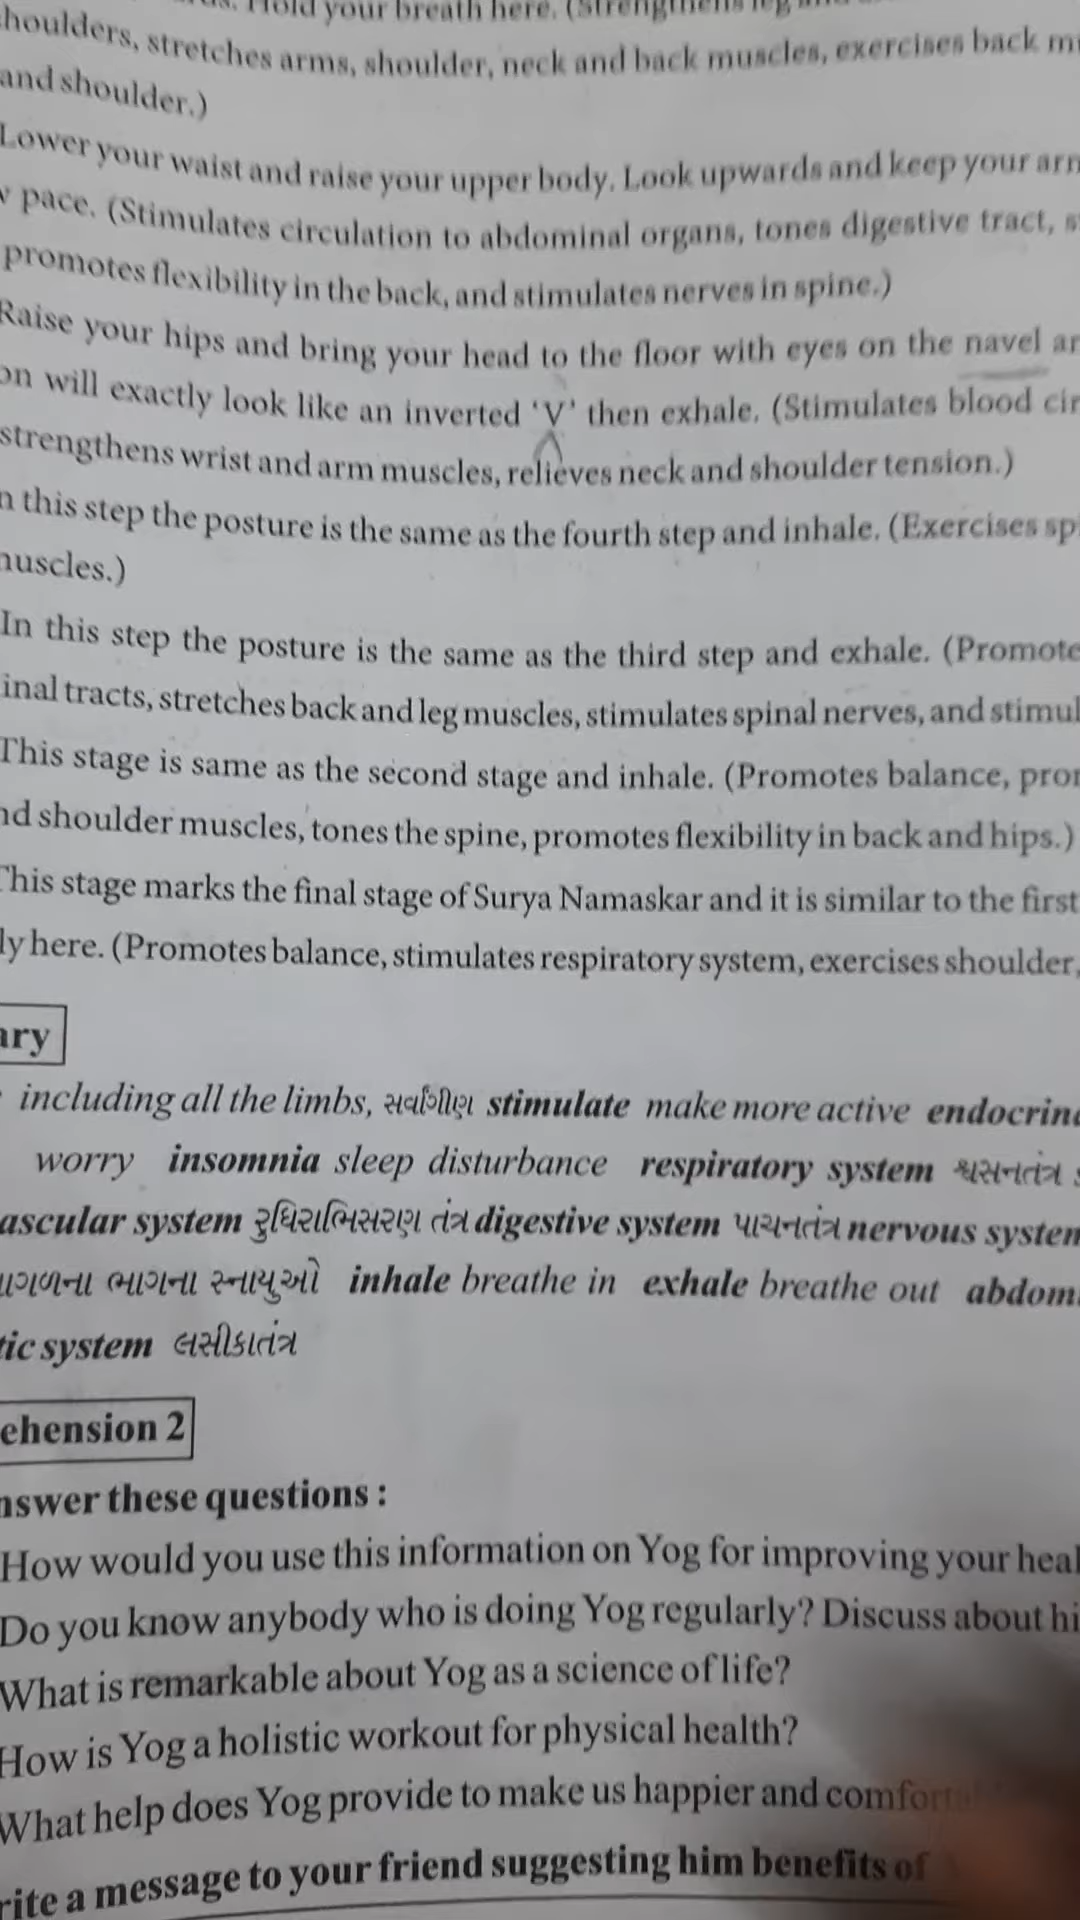 Hold your breath here.
houlders, stretches arms, shoulder, neck and back muscles, exercises back
and shoulder.)
Lower your waist and raise your upper body. Look upwards and keep your
pace. (Stimulates circulation to abdominal organs, tones digestive tract,
promotes flexibility in the back, and stimulates nerves in spine.)
Raise your hips and bring your head to the floor with eyes on the navel
on will exactly look like an inverted 'V' then exhale. (Stimulates blood cir
strengthens wrist and arm muscles, relieves neck and shoulder tension.)
n this step the posture is the same as the fourth step and inhale. (Exercises sp
muscles.)
In this step the posture is the same as the third step and exhale. (Promote
inal tracts, stretches back and leg muscles, stimulates spinal nerves, and stimul
This stage is same as the second stage and inhale. (Promotes balance, pro
nd shoulder muscles, tones the spine, promotes flexibility in back and hips.)
This stage marks the final stage of Surya Namaskar and it is similar to the first
ly here. (Promotes balance, stimulates respiratory system, exercises shoulder,
ary
including all the limbs, સર્વાંગીણ stimulate make more active endocrin
worry insomnia sleep disturbance respiratory system શ્વસનતંત્ર
ascular system રુધિરાભિસરણ તંત્ર digestive system પાચનતંત્ર nervous system
ભાગના સ્નાયુઓ inhale breathe in exhale breathe out abdom
tic system લસીકાતંત્ર
ehension 2
nswer these questions :
How would you use this information on Yog for improving your heal
Do you know anybody who is doing Yog regularly? Discuss about hi
What is remarkable about Yog as a science of life?
How is Yog a holistic workout for physical health?
What help does Yog provide to make us happier and comforta
rite a message to your friend suggesting him benefits of